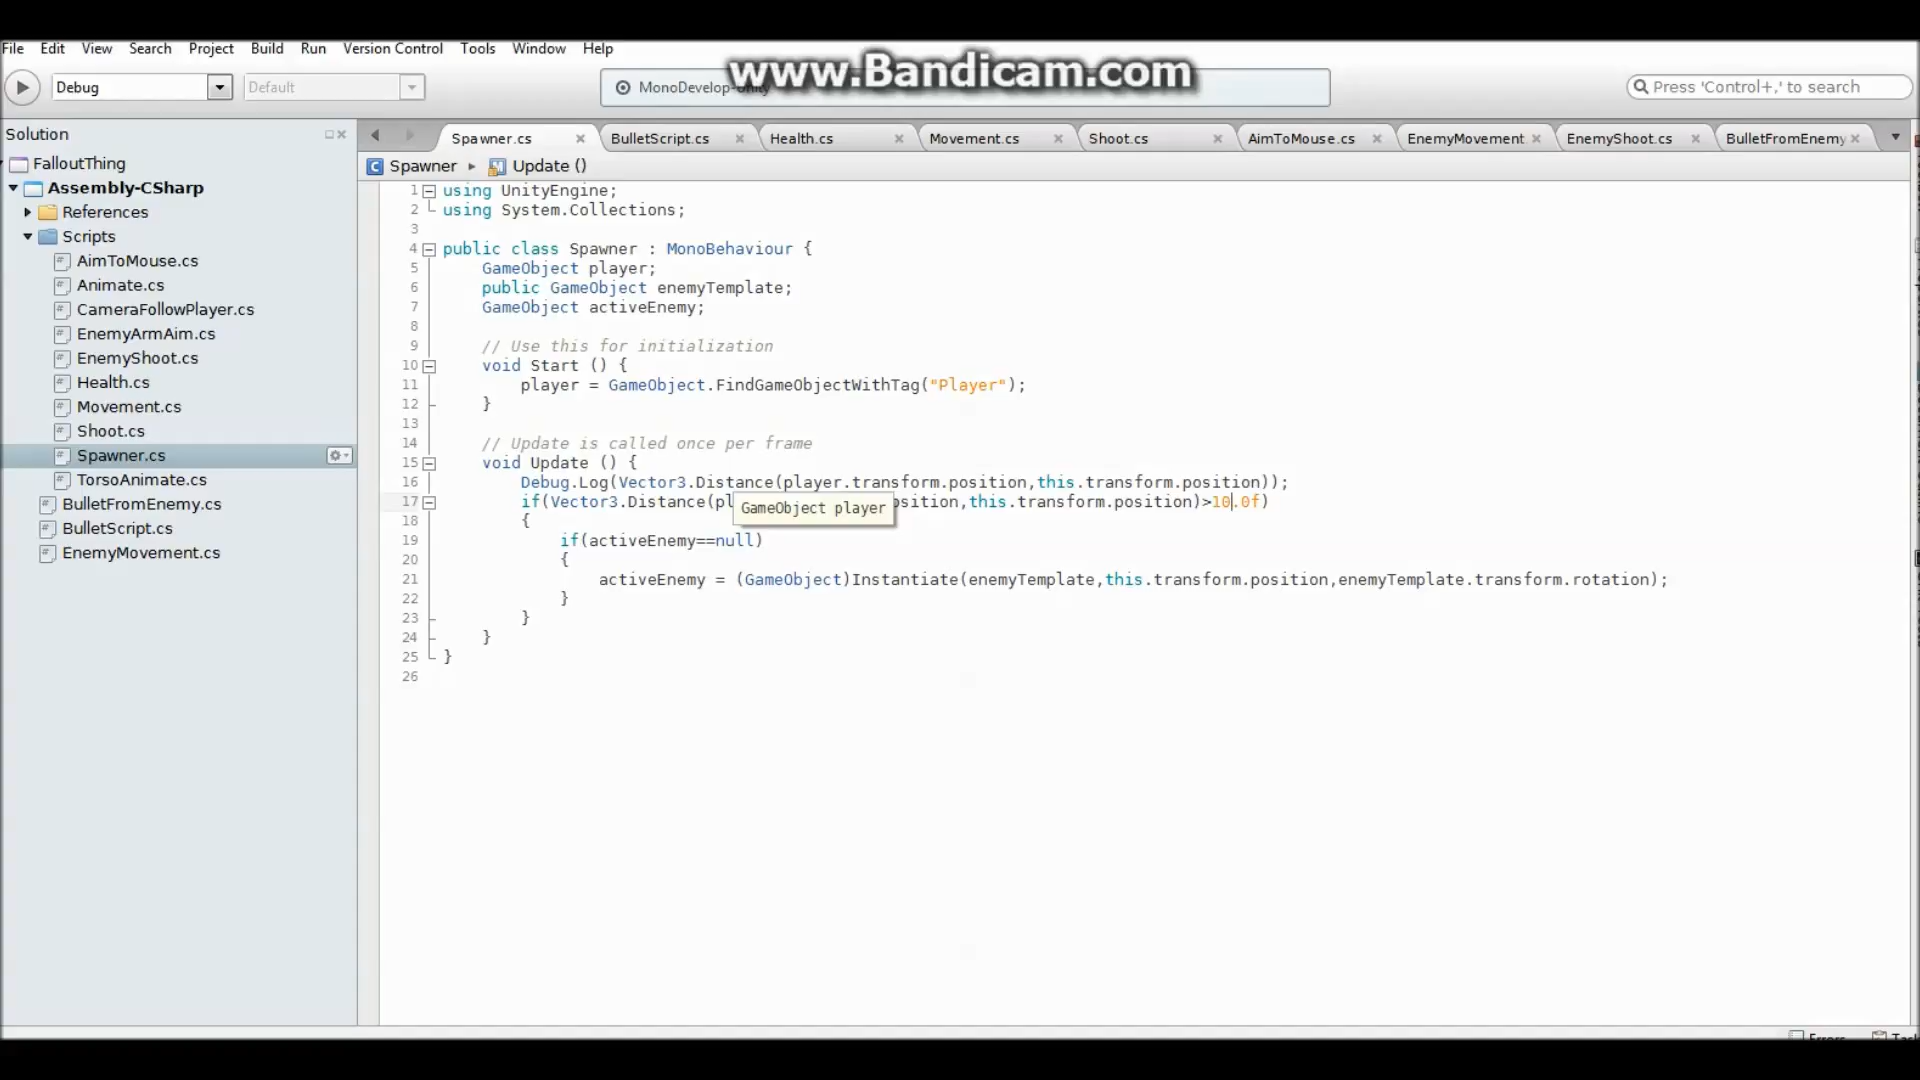 www.Bandicam.com
File Edit View Search Project Build Run Version Control Tools Window Help
Debug Default MonoDevelop-Unity Press 'Control+,' to search
Solution
FalloutThing
Assembly-CSharp
References
Scripts
AimToMouse.cs
Animate.cs
CameraFollowPlayer.cs
EnemyArmAim.cs
EnemyShoot.cs
Health.cs
Movement.cs
Shoot.cs
Spawner.cs
TorsoAnimate.cs
BulletFromEnemy.cs
BulletScript.cs
EnemyMovement.cs
Spawner.cs BulletScript.cs Health.cs Movement.cs Shoot.cs AimToMouse.cs EnemyMovement EnemyShoot.cs BulletFromEnemy
C Spawner Update ()
1 using UnityEngine;
2 using System.Collections;
3
4 public class Spawner : MonoBehaviour {
5 GameObject player;
6 public GameObject enemyTemplate;
7 GameObject activeEnemy;
8
9 // Use this for initialization
10 void Start () {
11 player = GameObject.FindGameObjectWithTag("Player");
12 }
13
14 // Update is called once per frame
15 void Update () {
16 Debug.Log(Vector3.Distance(player.transform.position,this.transform.position));
17 if(Vector3.Distance(pl osition,this.transform.position)>10.0f)
GameObject player
18 {
19 if(activeEnemy==null)
20 {
21 activeEnemy = (GameObject)Instantiate(enemyTemplate,this.transform.position,enemyTemplate.transform.rotation);
22 }
23 }
24 }
25 }
26